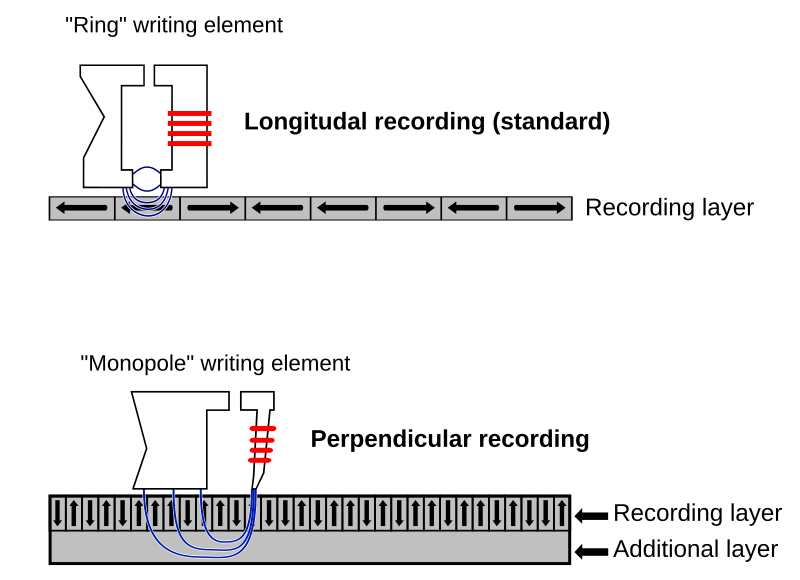 "Ring" writing element
Longitudal recording (standard)
Recording layer
"Monopole" writing element
Perpendicular recording
Recording layer
Additional layer